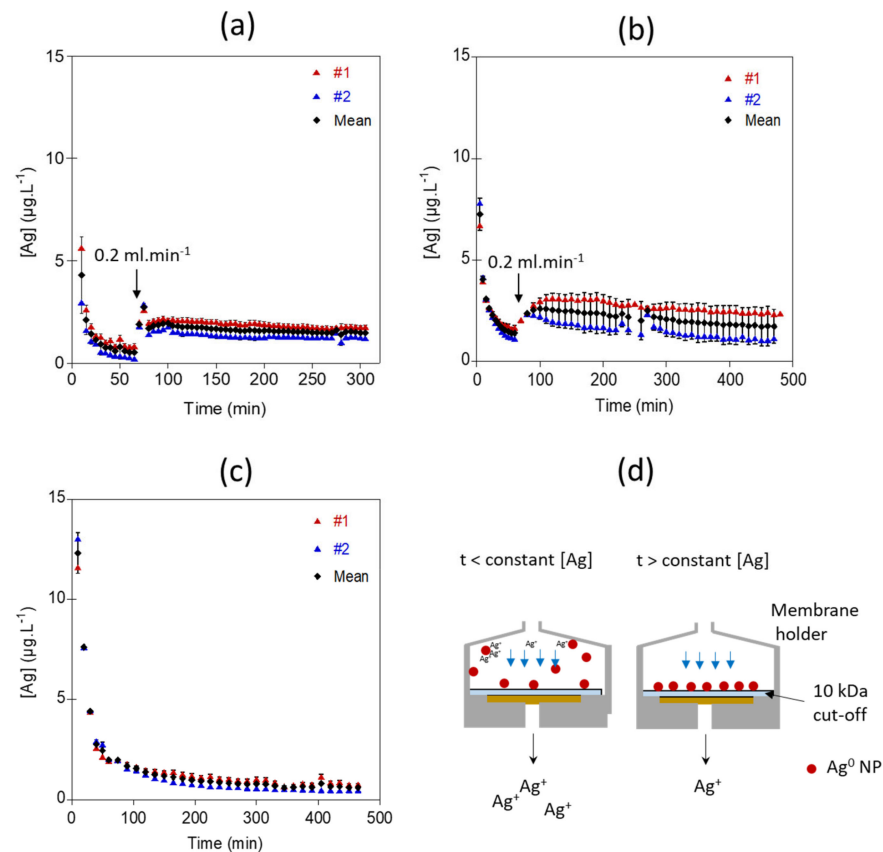 (a)
[Ag] (µg.L⁻¹)
15
10
5
0
#1
#2
Mean
0.2 ml.min⁻¹
0 50 100 150 200 250 300
Time (min)
(b)
[Ag] (µg.L⁻¹)
15
10
5
0
#1
#2
Mean
0.2 ml.min⁻¹
0 100 200 300 400 500
Time (min)
(c)
[Ag] (µg.L⁻¹)
15
10
5
0
#1
#2
Mean
0 100 200 300 400 500
Time (min)
(d)
t < constant [Ag]
t > constant [Ag]
Membrane
holder
Ag⁺
Ag⁺
Ag⁺
Ag⁺
Ag⁺
10 kDa
cut-off
Ag⁰ NP
Ag⁺
Ag⁺
Ag⁺
Ag⁺